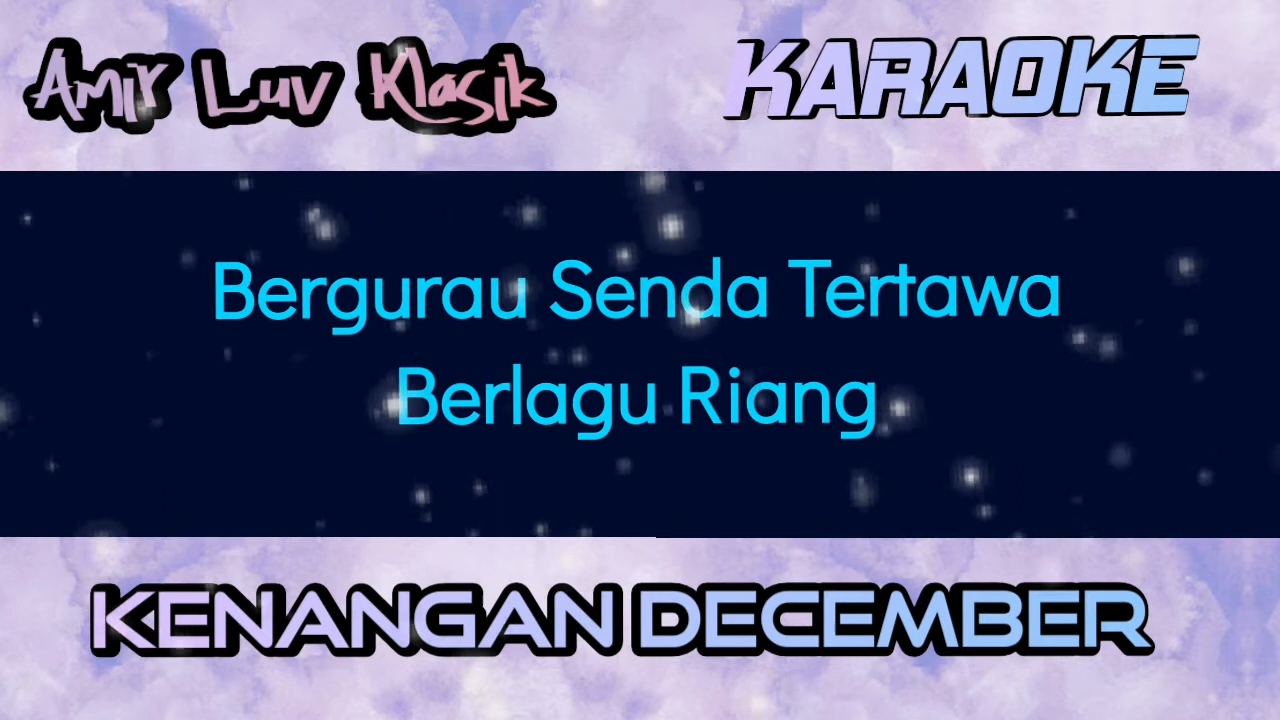 Amir Luv Klasik
KARAOKE
Bergurau Senda Tertawa
Berlagu Riang
KENANGAN DECEMBER